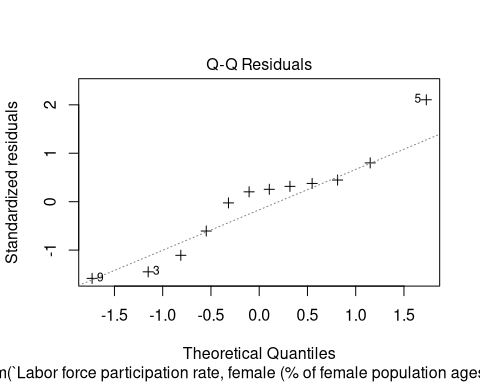 Q-Q Residuals
Standardized residuals
2
1
0
-1
5
3
9
-1.5 -1.0 -0.5 0.0 0.5 1.0 1.5
Theoretical Quantiles
m(`Labor force participation rate, female (% of female population ages